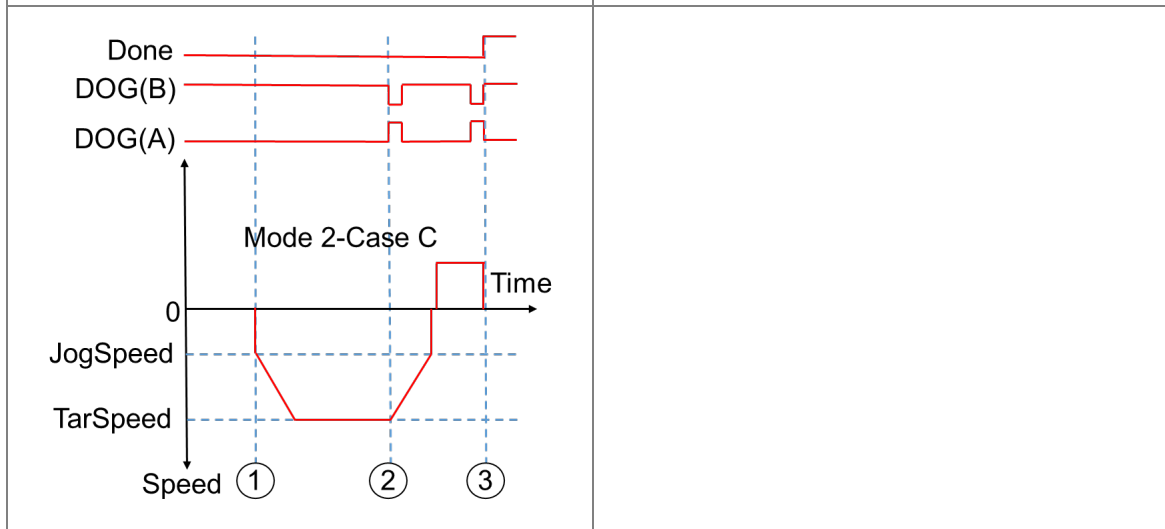 Done
DOG(B)
DOG(A)
Mode 2-Case C
Time
0
JogSpeed
TarSpeed
Speed
1
2
3